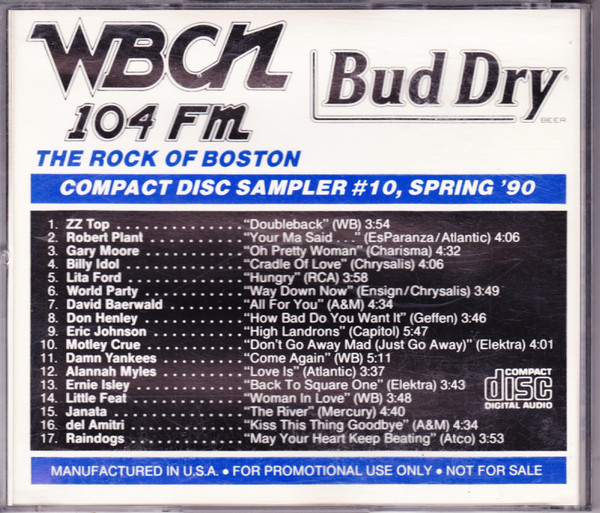 WBCN
104 FM
THE ROCK OF BOSTON
Bud Dry®
BEER
COMPACT DISC SAMPLER #10, SPRING '90
1. ZZ Top . . . . . . . . . . . . . . . . "Doubleback" (WB) 3:54
2. Robert Plant . . . . . . . . . . . . "Your Ma Said . . ." (EsParanza/Atlantic) 4:06
3. Gary Moore . . . . . . . . . . . . "Oh Pretty Woman" (Charisma) 4:32
4. Billy Idol . . . . . . . . . . . . . . . "Cradle Of Love" (Chrysalis) 4:06
5. Lita Ford . . . . . . . . . . . . . . . "Hungry" (RCA) 3:58
6. World Party . . . . . . . . . . . . "Way Down Now" (Ensign/Chrysalis) 3:49
7. David Baerwald . . . . . . . . . "All For You" (A&M) 4:34
8. Don Henley . . . . . . . . . . . . "How Bad Do You Want It" (Geffen) 3:46
9. Eric Johnson . . . . . . . . . . . "High Landrons" (Capitol) 5:47
10. Motley Crue . . . . . . . . . . . . "Don't Go Away Mad (Just Go Away)" (Elektra) 4:01
11. Damn Yankees . . . . . . . . . . "Come Again" (WB) 5:11
12. Alannah Myles . . . . . . . . . . "Love Is" (Atlantic) 3:37
13. Ernie Isley . . . . . . . . . . . . . "Back To Square One" (Elektra) 3:43
14. Little Feat . . . . . . . . . . . . . . "Woman In Love" (WB) 3:48
15. Janata . . . . . . . . . . . . . . . . . "The River" (Mercury) 4:40
16. del Amitri . . . . . . . . . . . . . . "Kiss This Thing Goodbye" (A&M) 4:34
17. Raindogs . . . . . . . . . . . . . . "May Your Heart Keep Beating" (Atco) 3:53
COMPACT
disc
DIGITAL AUDIO
MANUFACTURED IN U.S.A. • FOR PROMOTIONAL USE ONLY • NOT FOR SALE